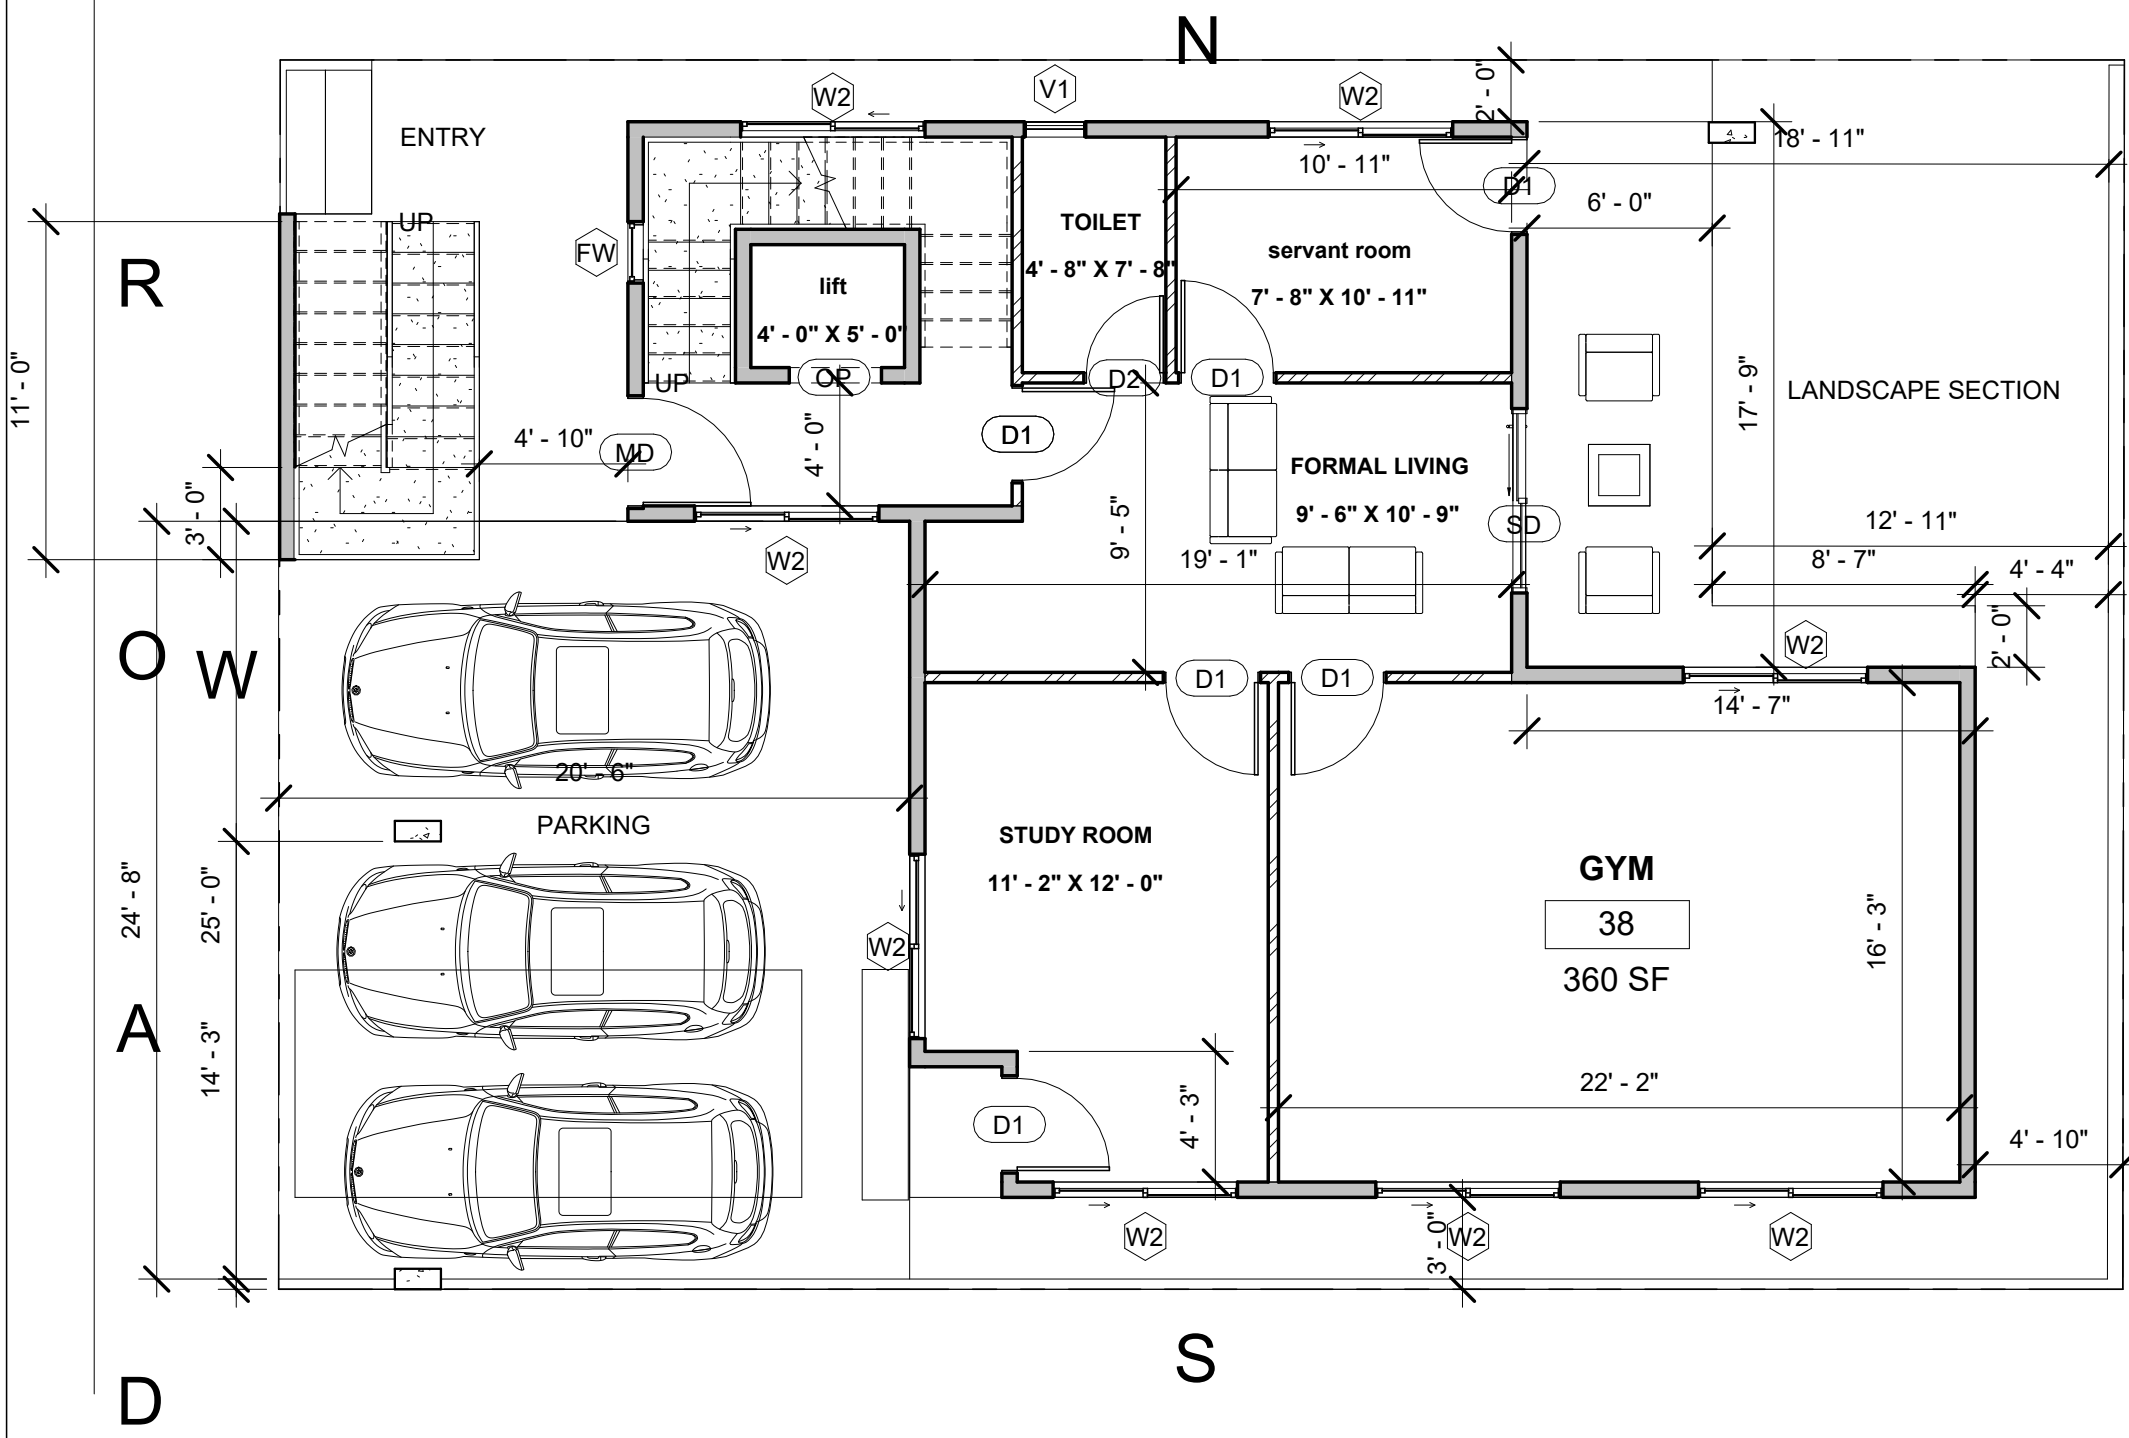 N
W2
V1
W2
2' - 0"
ENTRY
18' - 11"
10' - 11"
D1
6' - 0"
UP
TOILET
4' - 8" X 7' - 8"
servant room
7' - 8" X 10' - 11"
FW
lift
4' - 0" X 5' - 0"
R
OP
D2
D1
UP
11' - 0"
17' - 9"
LANDSCAPE SECTION
4' - 10"
MD
4' - 0"
D1
FORMAL LIVING
9' - 6" X 10' - 9"
3' - 0"
9' - 5"
SD
12' - 11"
W2
19' - 1"
8' - 7"
4' - 4"
O
W
2' - 0"
W2
D1
D1
14' - 7"
20' - 6"
PARKING
STUDY ROOM
11' - 2" X 12' - 0"
GYM
38
360 SF
24' - 8"
25' - 0"
W2
16' - 3"
A
14' - 3"
22' - 2"
D1
4' - 3"
4' - 10"
W2
3' - 0"
W2
W2
S
D